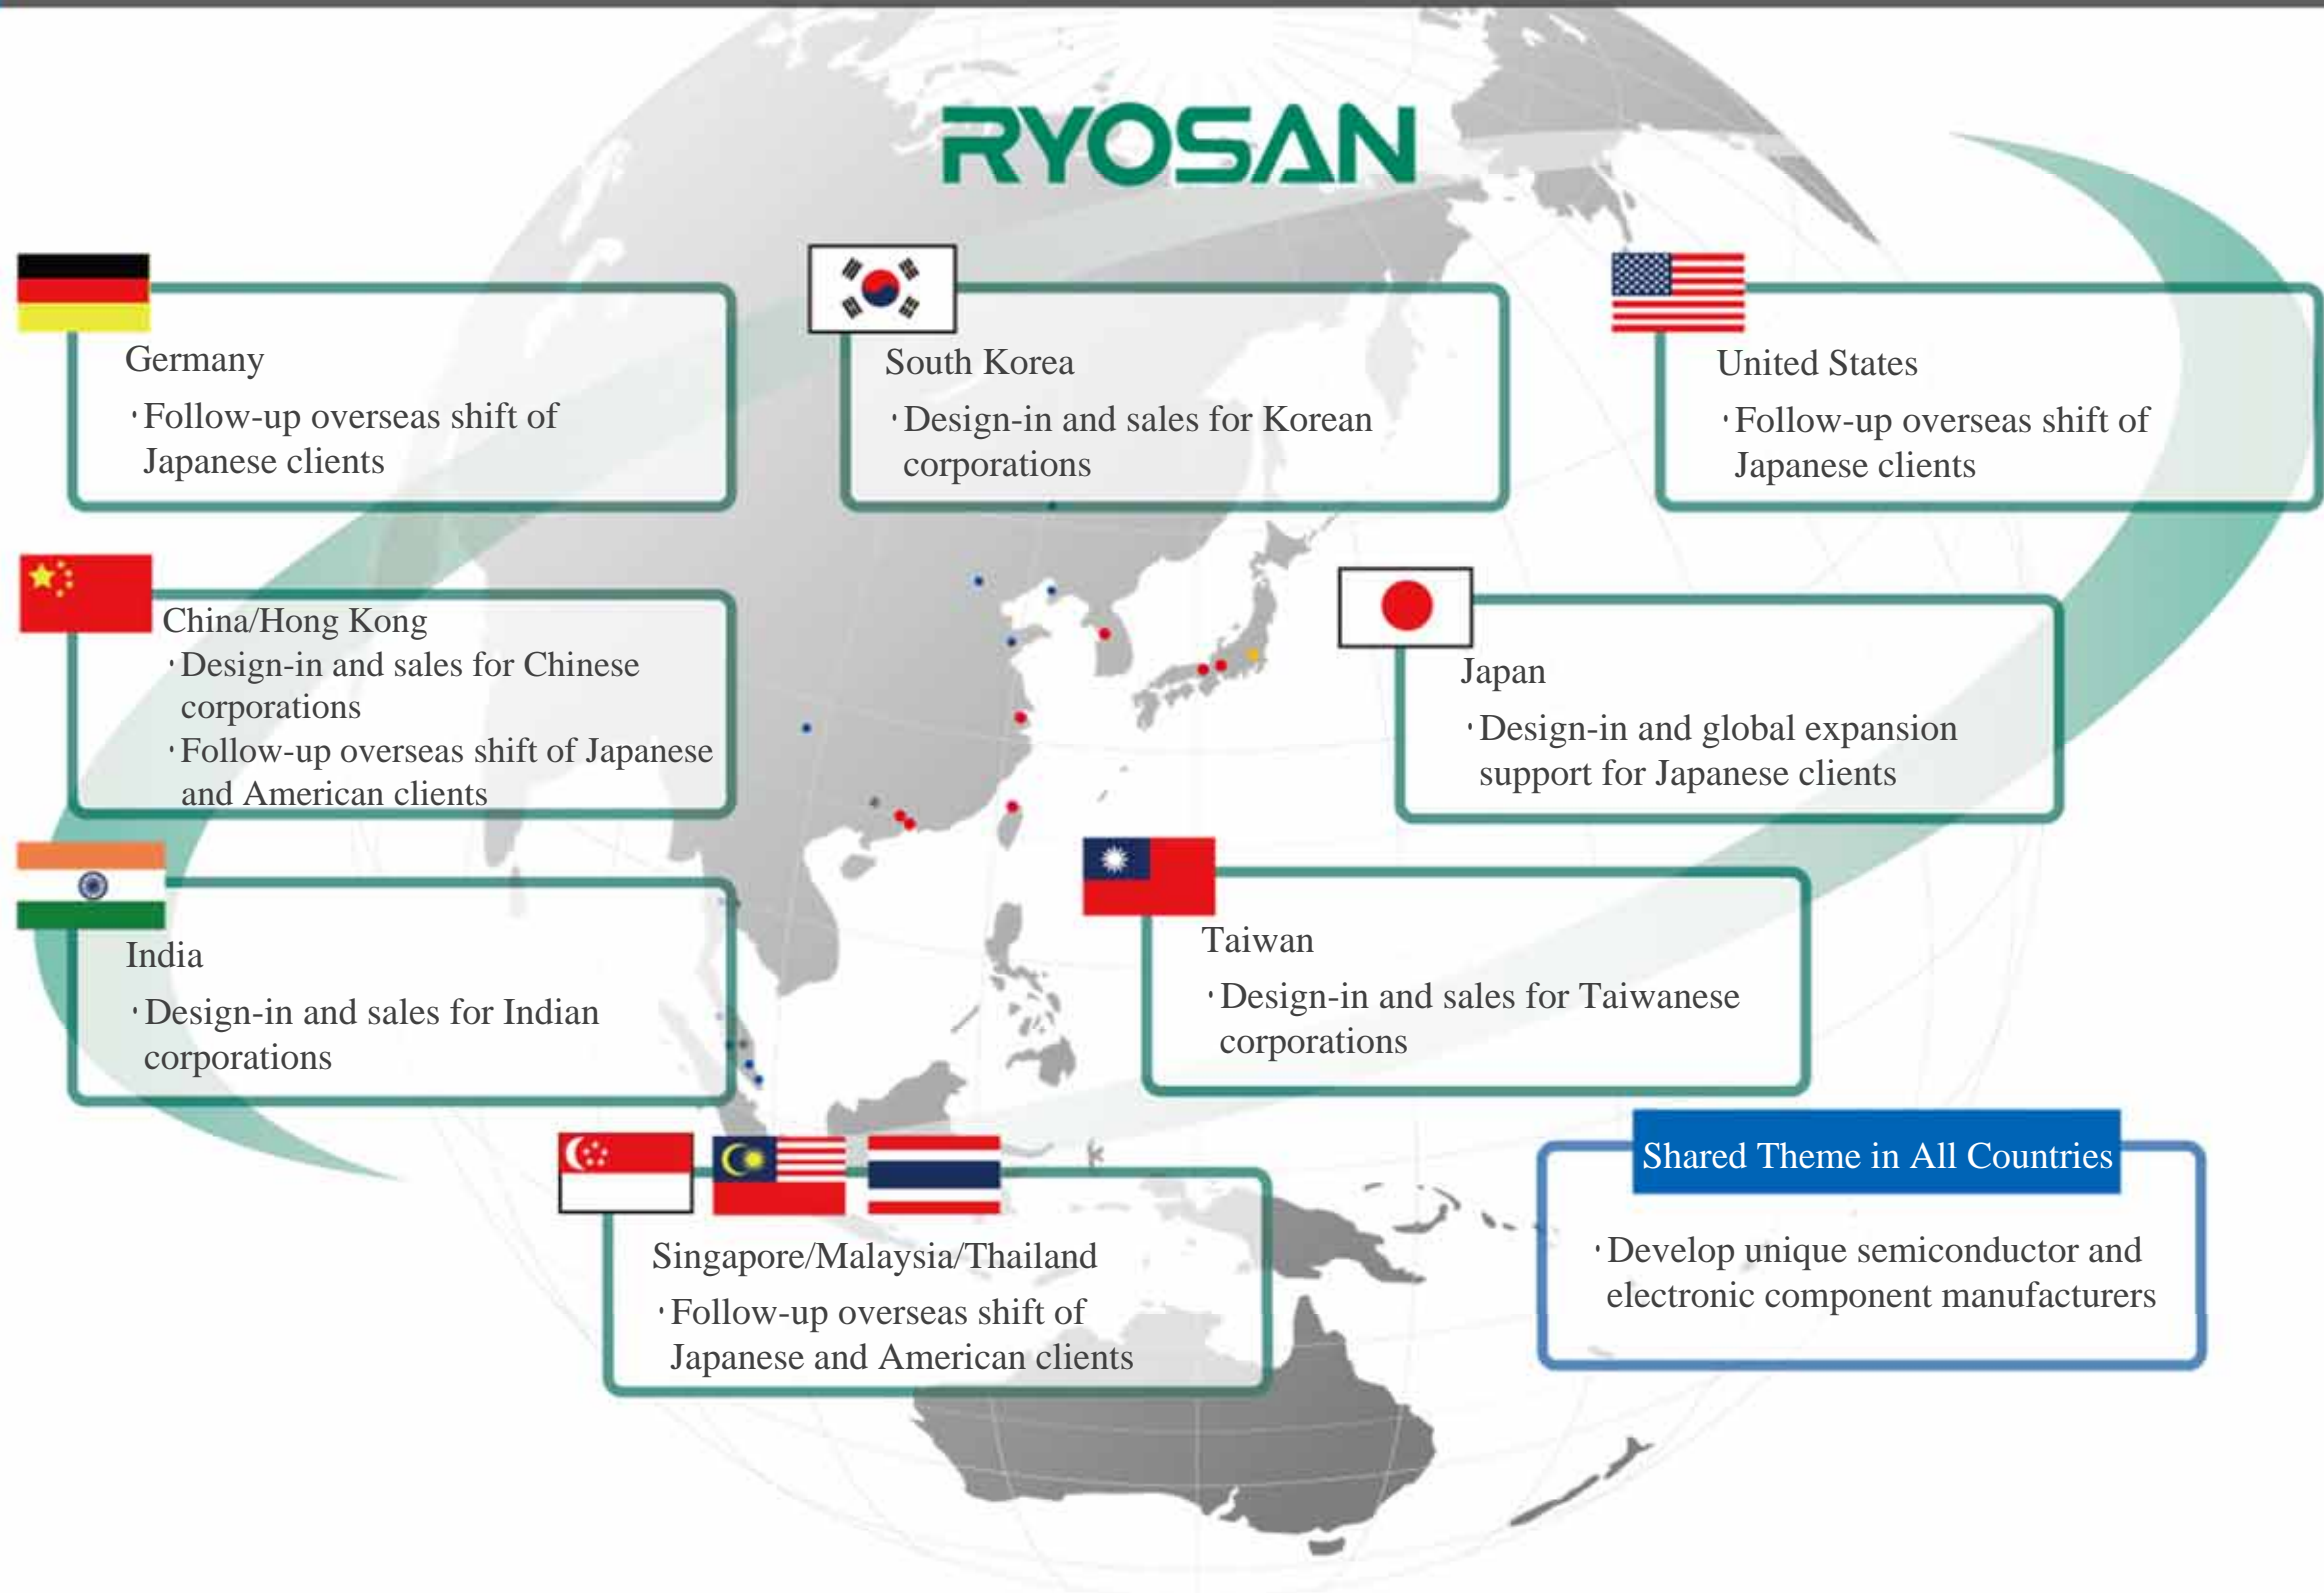 RYOSAN
Germany
·Follow-up overseas shift of
Japanese clients
South Korea
·Design-in and sales for Korean
corporations
United States
·Follow-up overseas shift of
Japanese clients
China/Hong Kong
·Design-in and sales for Chinese
corporations
·Follow-up overseas shift of Japanese
and American clients
Japan
·Design-in and global expansion
support for Japanese clients
India
·Design-in and sales for Indian
corporations
Taiwan
·Design-in and sales for Taiwanese
corporations
Singapore/Malaysia/Thailand
·Follow-up overseas shift of
Japanese and American clients
Shared Theme in All Countries
·Develop unique semiconductor and
electronic component manufacturers